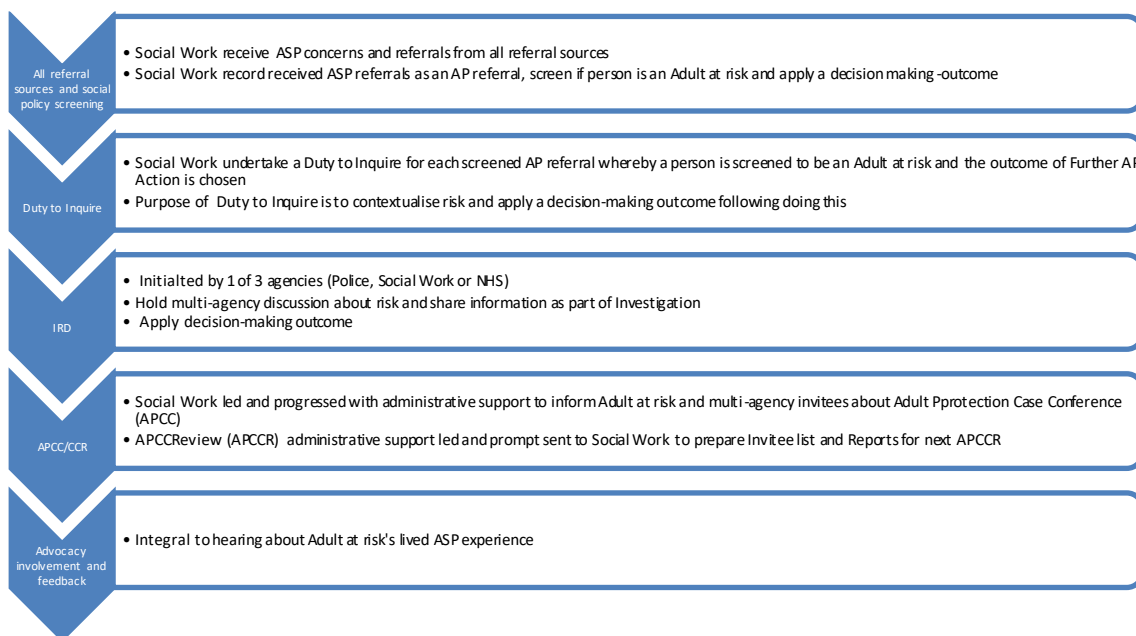 All referral
sources and social
policy screening
• Social Work receive ASP concerns and referrals from all referral sources
• Social Work record received ASP referrals as an AP referral, screen if person is an Adult at risk and apply a decision making -outcome
Duty to Inquire
• Social Work undertake a Duty to Inquire for each screened AP referral whereby a person is screened to be an Adult at risk and the outcome of Further AP
Action is chosen
• Purpose of Duty to Inquire is to contextualise risk and apply a decision-making outcome following doing this
IRD
• Initialted by 1 of 3 agencies (Police, Social Work or NHS)
• Hold multi-agency discussion about risk and share information as part of Investigation
• Apply decision-making outcome
APCC/CCR
• Social Work led and progressed with administrative support to inform Adult at risk and multi-agency invitees about Adult Pprotection Case Conference
(APCC)
• APCCReview (APCCR) administrative support led and prompt sent to Social Work to prepare Invitee list and Reports for next APCCR
Advocacy
involvement and
feedback
• Integral to hearing about Adult at risk's lived ASP experience